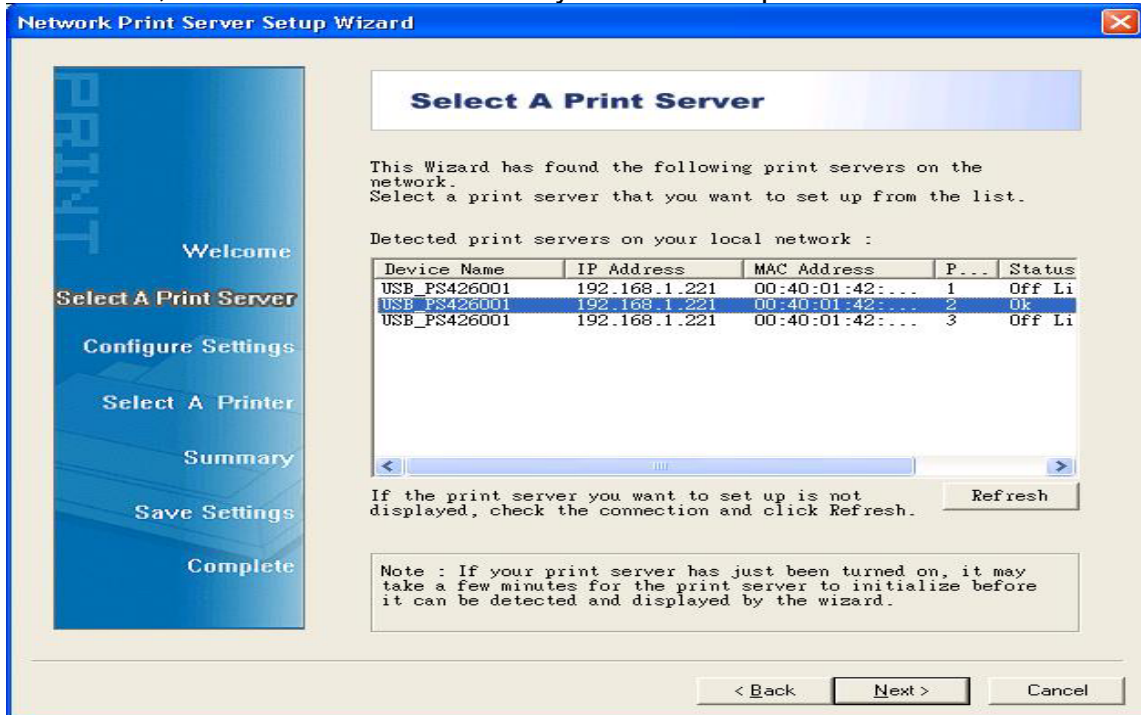 Network Print Server Setup Wizard
PRINT
Select A Print Server
This Wizard has found the following print servers on the
network.
Select a print server that you want to set up from the list.
Welcome
Detected print servers on your local network :
Device Name IP Address MAC Address P... Status
USB_PS426001 192.168.1.221 00:40:01:42:... 1 Off Li
USB_PS426001 192.168.1.221 00:40:01:42:... 2 Ok
USB_PS426001 192.168.1.221 00:40:01:42:... 3 Off Li
Select A Print Server
Configure Settings
Select A Printer
Summary
Save Settings
Complete
If the print server you want to set up is not
displayed, check the connection and click Refresh.
Refresh
Note : If your print server has just been turned on, it may
take a few minutes for the print server to initialize before
it can be detected and displayed by the wizard.
< Back
Next >
Cancel